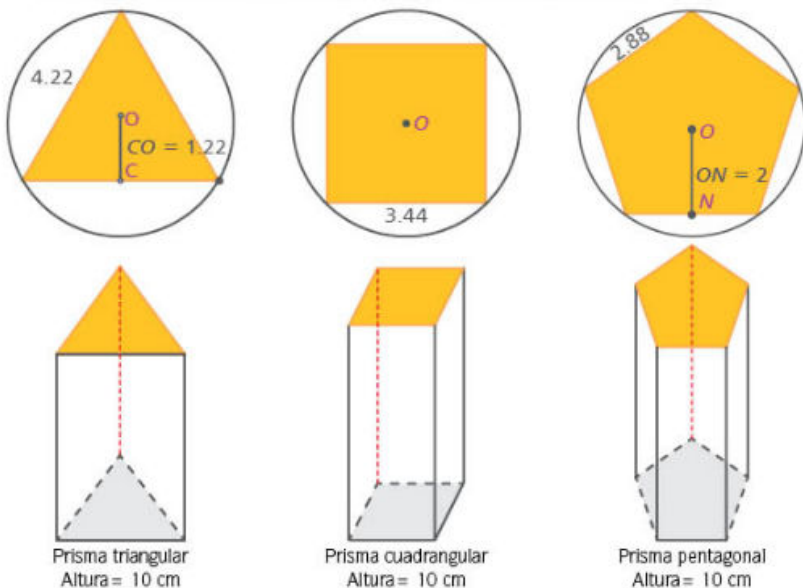 4.22
O
CO = 1.22
C
O
3.44
2.88
O
ON = 2
N
Prisma triangular
Altura = 10 cm
Prisma cuadrangular
Altura = 10 cm
Prisma pentagonal
Altura = 10 cm